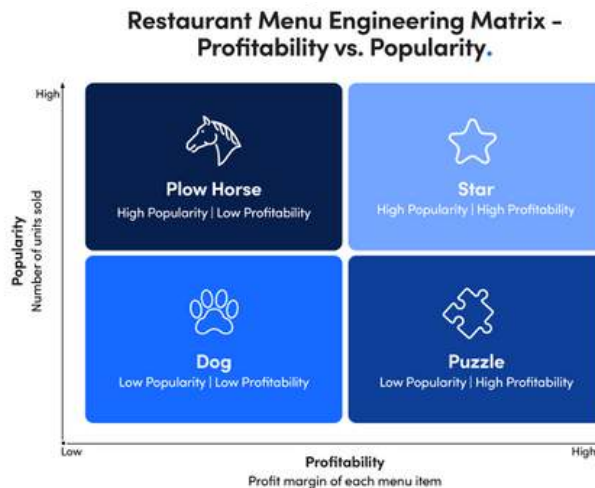 Restaurant Menu Engineering Matrix -
Profitability vs. Popularity.
High
Plow Horse
High Popularity | Low Profitability
Star
High Popularity | High Profitability
Popularity
Number of units sold
Dog
Low Popularity | Low Profitability
Puzzle
Low Popularity | High Profitability
Low
High
Profitability
Profit margin of each menu item